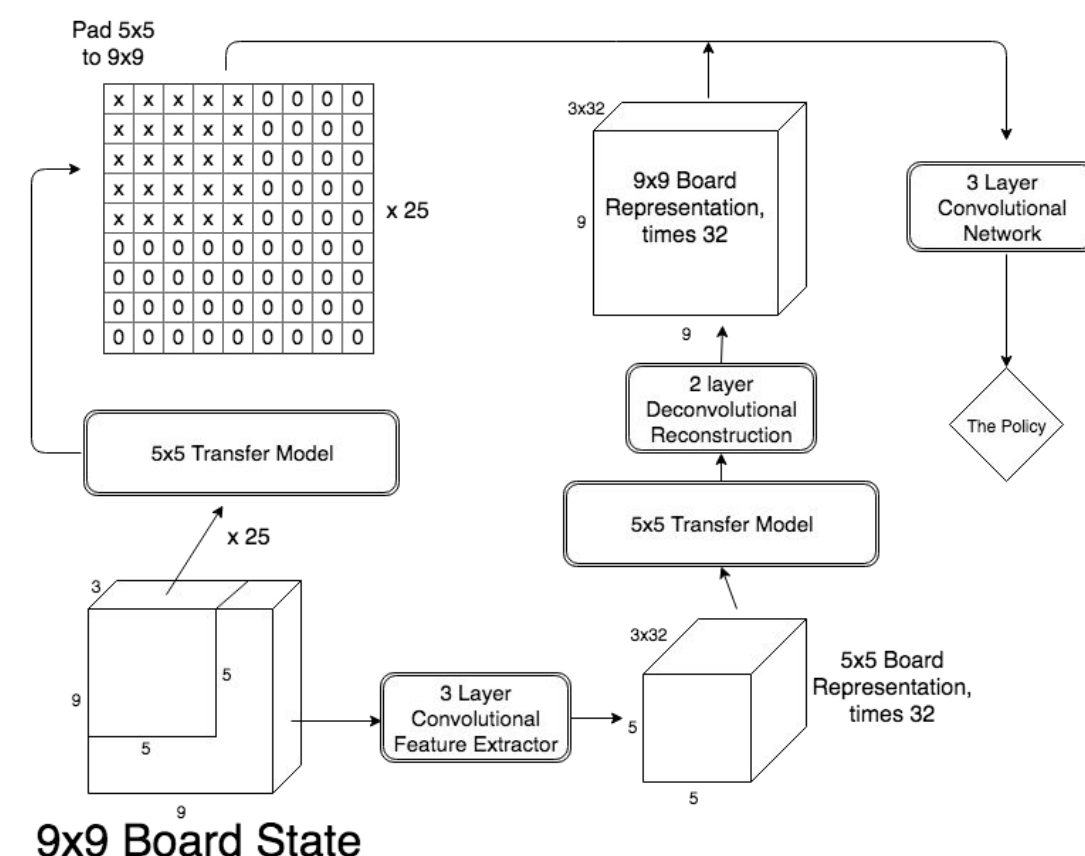 Pad 5x5
to 9x9
x x x x x 0 0 0 0
x x x x x 0 0 0 0
x x x x x 0 0 0 0
x x x x x 0 0 0 0
x x x x x 0 0 0 0
0 0 0 0 0 0 0 0 0
0 0 0 0 0 0 0 0 0
0 0 0 0 0 0 0 0 0
0 0 0 0 0 0 0 0 0
x 25
3x32
9x9 Board
Representation,
times 32
9
9
3 Layer
Convolutional
Network
2 layer
Deconvolutional
Reconstruction
The Policy
5x5 Transfer Model
x 25
5x5 Transfer Model
3
9
5
5
9
9x9 Board State
3 Layer
Convolutional
Feature Extractor
3x32
5
5
5x5 Board
Representation,
times 32